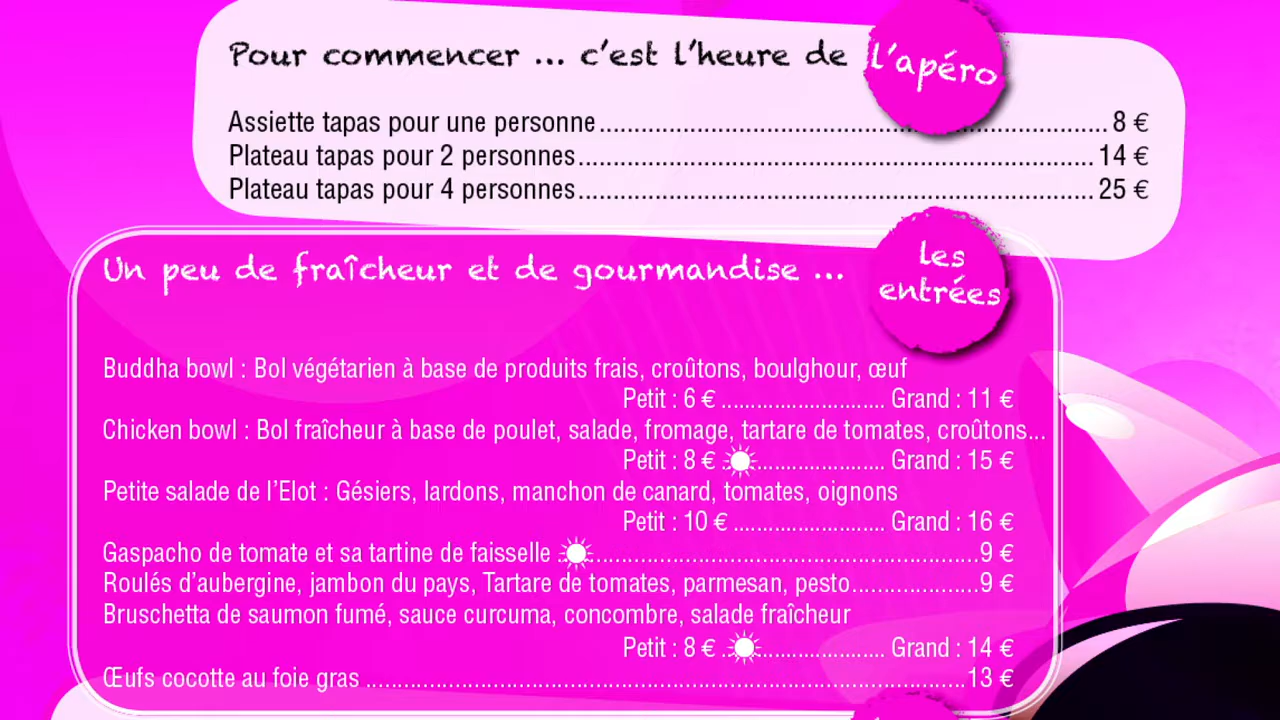 Pour commencer ... c'est l'heure de l'apéro
Assiette tapas pour une personne 8 €
Plateau tapas pour 2 personnes 14 €
Plateau tapas pour 4 personnes 25 €
Un peu de fraîcheur et de gourmandise ...
les
entrées
Buddha bowl : Bol végétarien à base de produits frais, croûtons, boulghour, œuf
Petit : 6 € Grand : 11 €
Chicken bowl : Bol fraîcheur à base de poulet, salade, fromage, tartare de tomates, croûtons...
Petit : 8 € Grand : 15 €
Petite salade de l'Elot : Gésiers, lardons, manchon de canard, tomates, oignons
Petit : 10 € Grand : 16 €
Gaspacho de tomate et sa tartine de faisselle 9 €
Roulés d'aubergine, jambon du pays, Tartare de tomates, parmesan, pesto 9 €
Bruschetta de saumon fumé, sauce curcuma, concombre, salade fraîcheur
Petit : 8 € Grand : 14 €
Œufs cocotte au foie gras 13 €